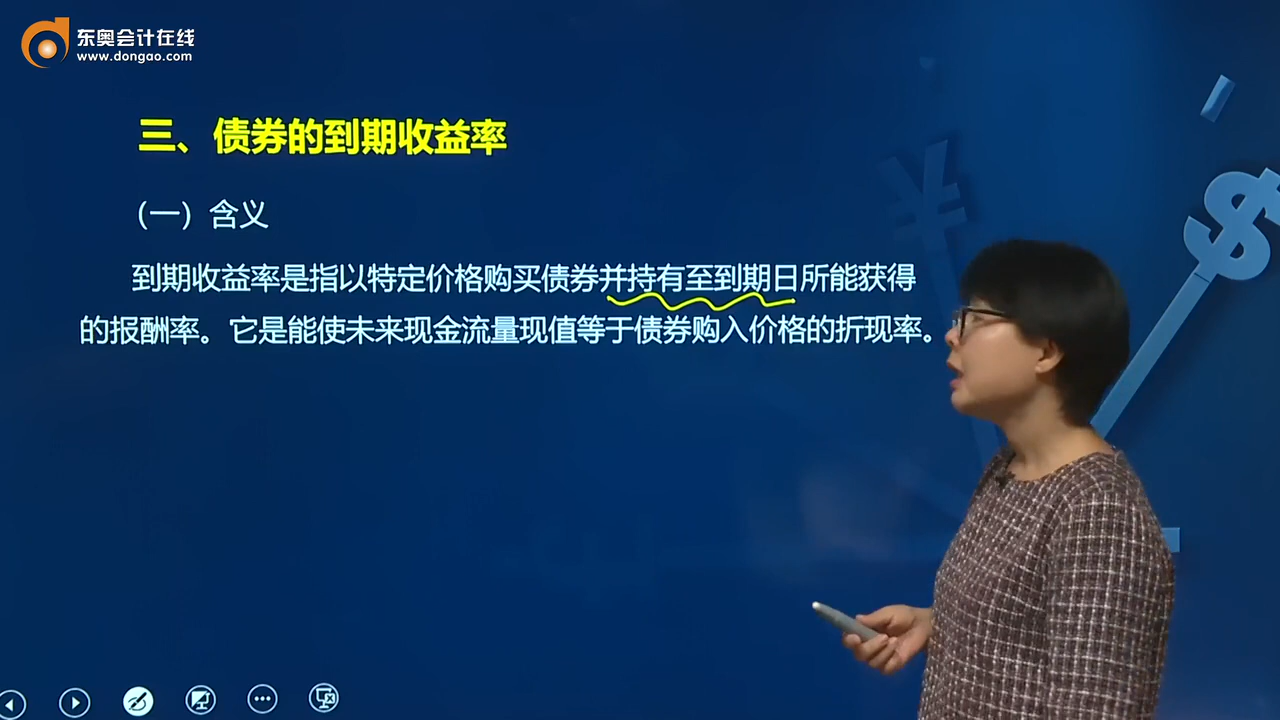 东奥会计在线
www.dongao.com
三、债券的到期收益率
（一）含义
到期收益率是指以特定价格购买债券并持有至到期日所能获得
的报酬率。它是能使未来现金流量现值等于债券购入价格的折现率。